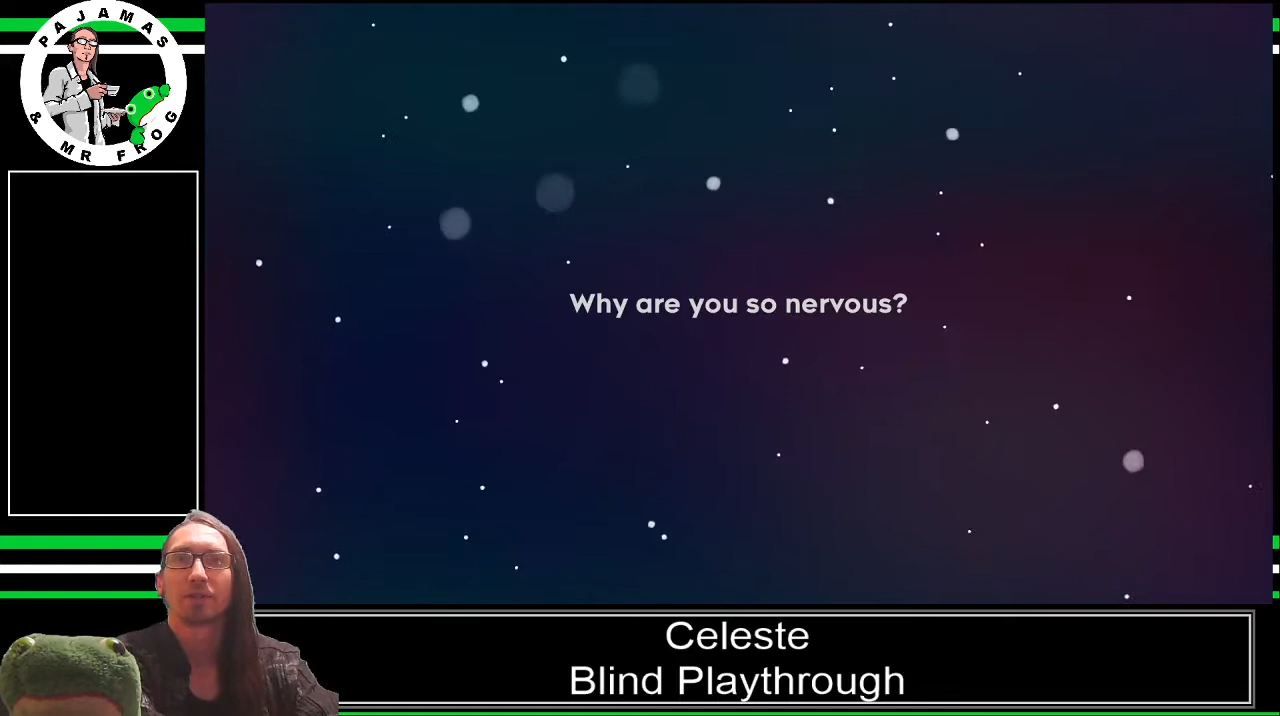 PAJAMAS
& MR FROG
Why are you so nervous?
Celeste
Blind Playthrough